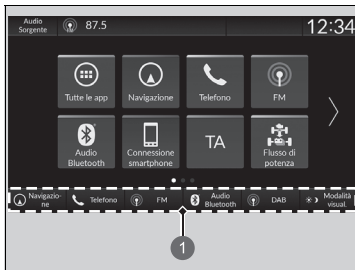 Audio
Sorgente
87.5
12:34
Tutte le app
Navigazione
Telefono
FM
Audio
Bluetooth
Connessione
smartphone
TA
Flusso di
potenza
Navigazio-
ne
Telefono
FM
Audio
Bluetooth
DAB
Modalità
visual.
1